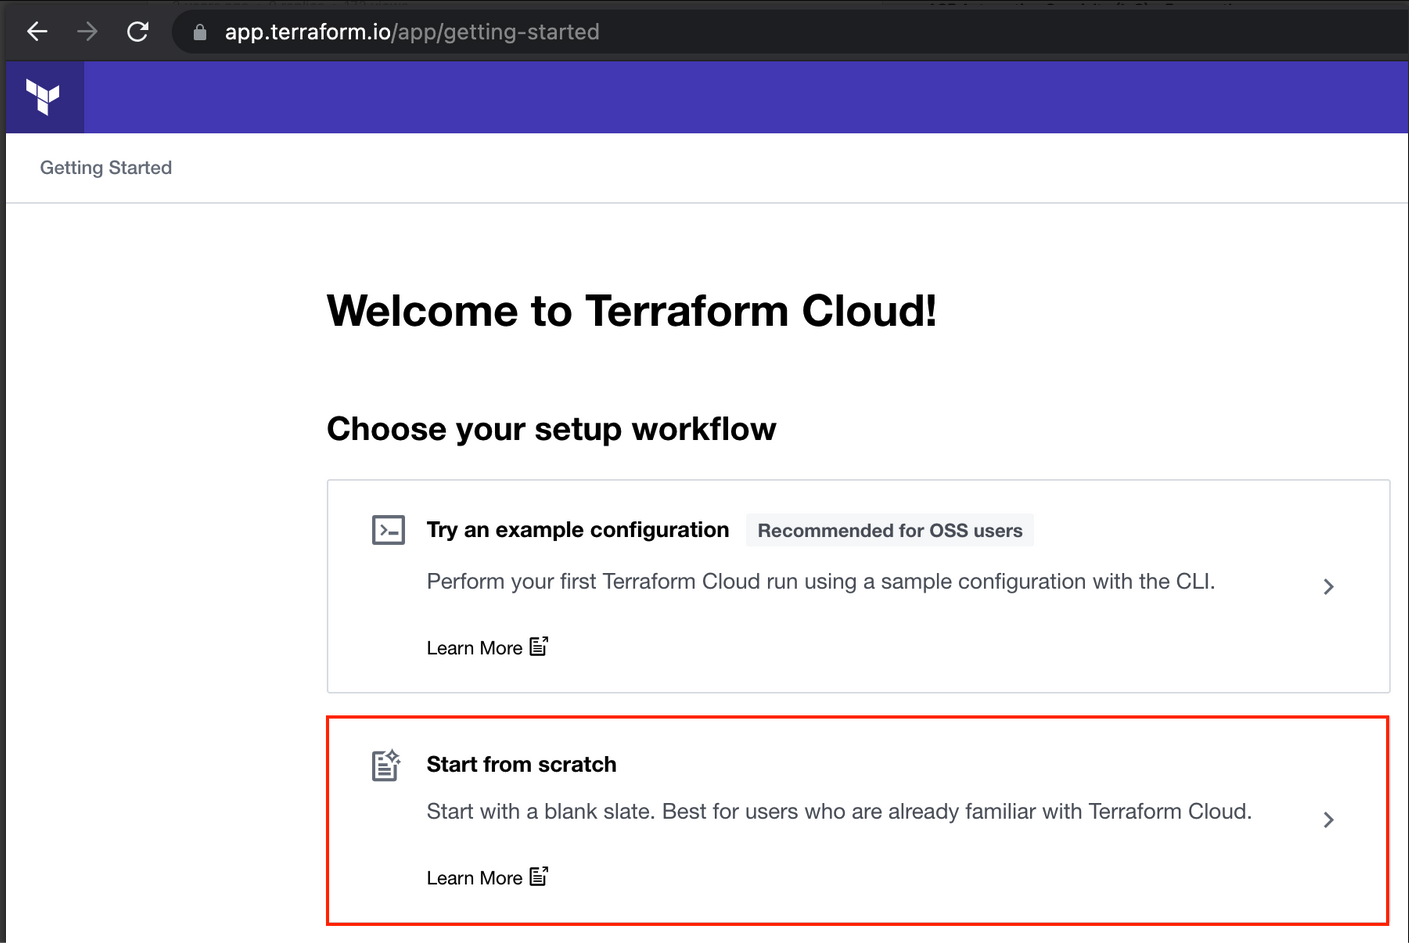 app.terraform.io/app/getting-started
Getting Started
Welcome to Terraform Cloud!
Choose your setup workflow
Try an example configuration Recommended for OSS users
Perform your first Terraform Cloud run using a sample configuration with the CLI.
Learn More
Start from scratch
Start with a blank slate. Best for users who are already familiar with Terraform Cloud.
Learn More